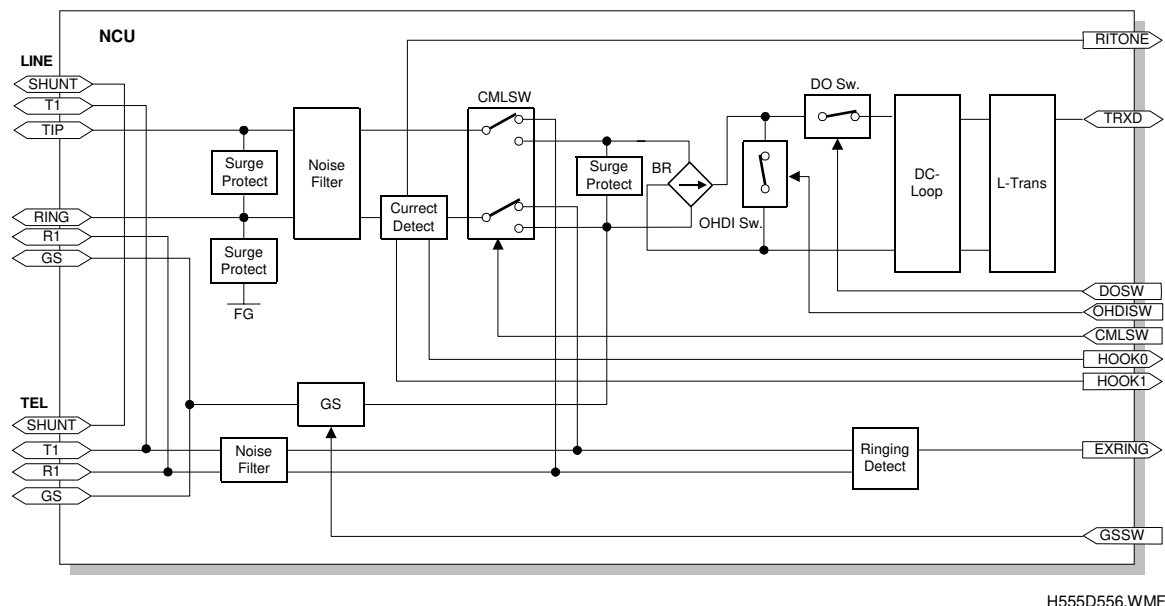 NCU
RITONE
LINE
SHUNT
T1
TIP
CMLSW
DO Sw.
TRXD
Surge
Protect
Noise
Filter
Surge
Protect
BR
DC-
Loop
L-Trans
RING
R1
GS
Currect
Detect
OHDI Sw.
Surge
Protect
FG
DOSW
OHDISW
CMLSW
HOOK0
HOOK1
TEL
SHUNT
GS
T1
R1
GS
Noise
Filter
Ringing
Detect
EXRING
GSSW
H555D556.WMF